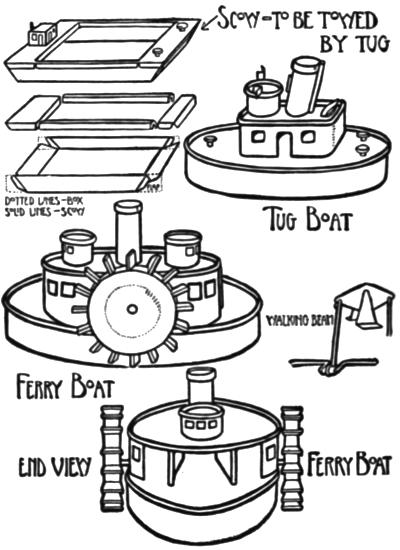 SCOW-TO BE TOWED
BY TUG
DOTTED LINES-BOX
SOLID LINES-SCOW
TUG BOAT
WALKING BEAM
FERRY BOAT
END VIEW
FERRY BOAT